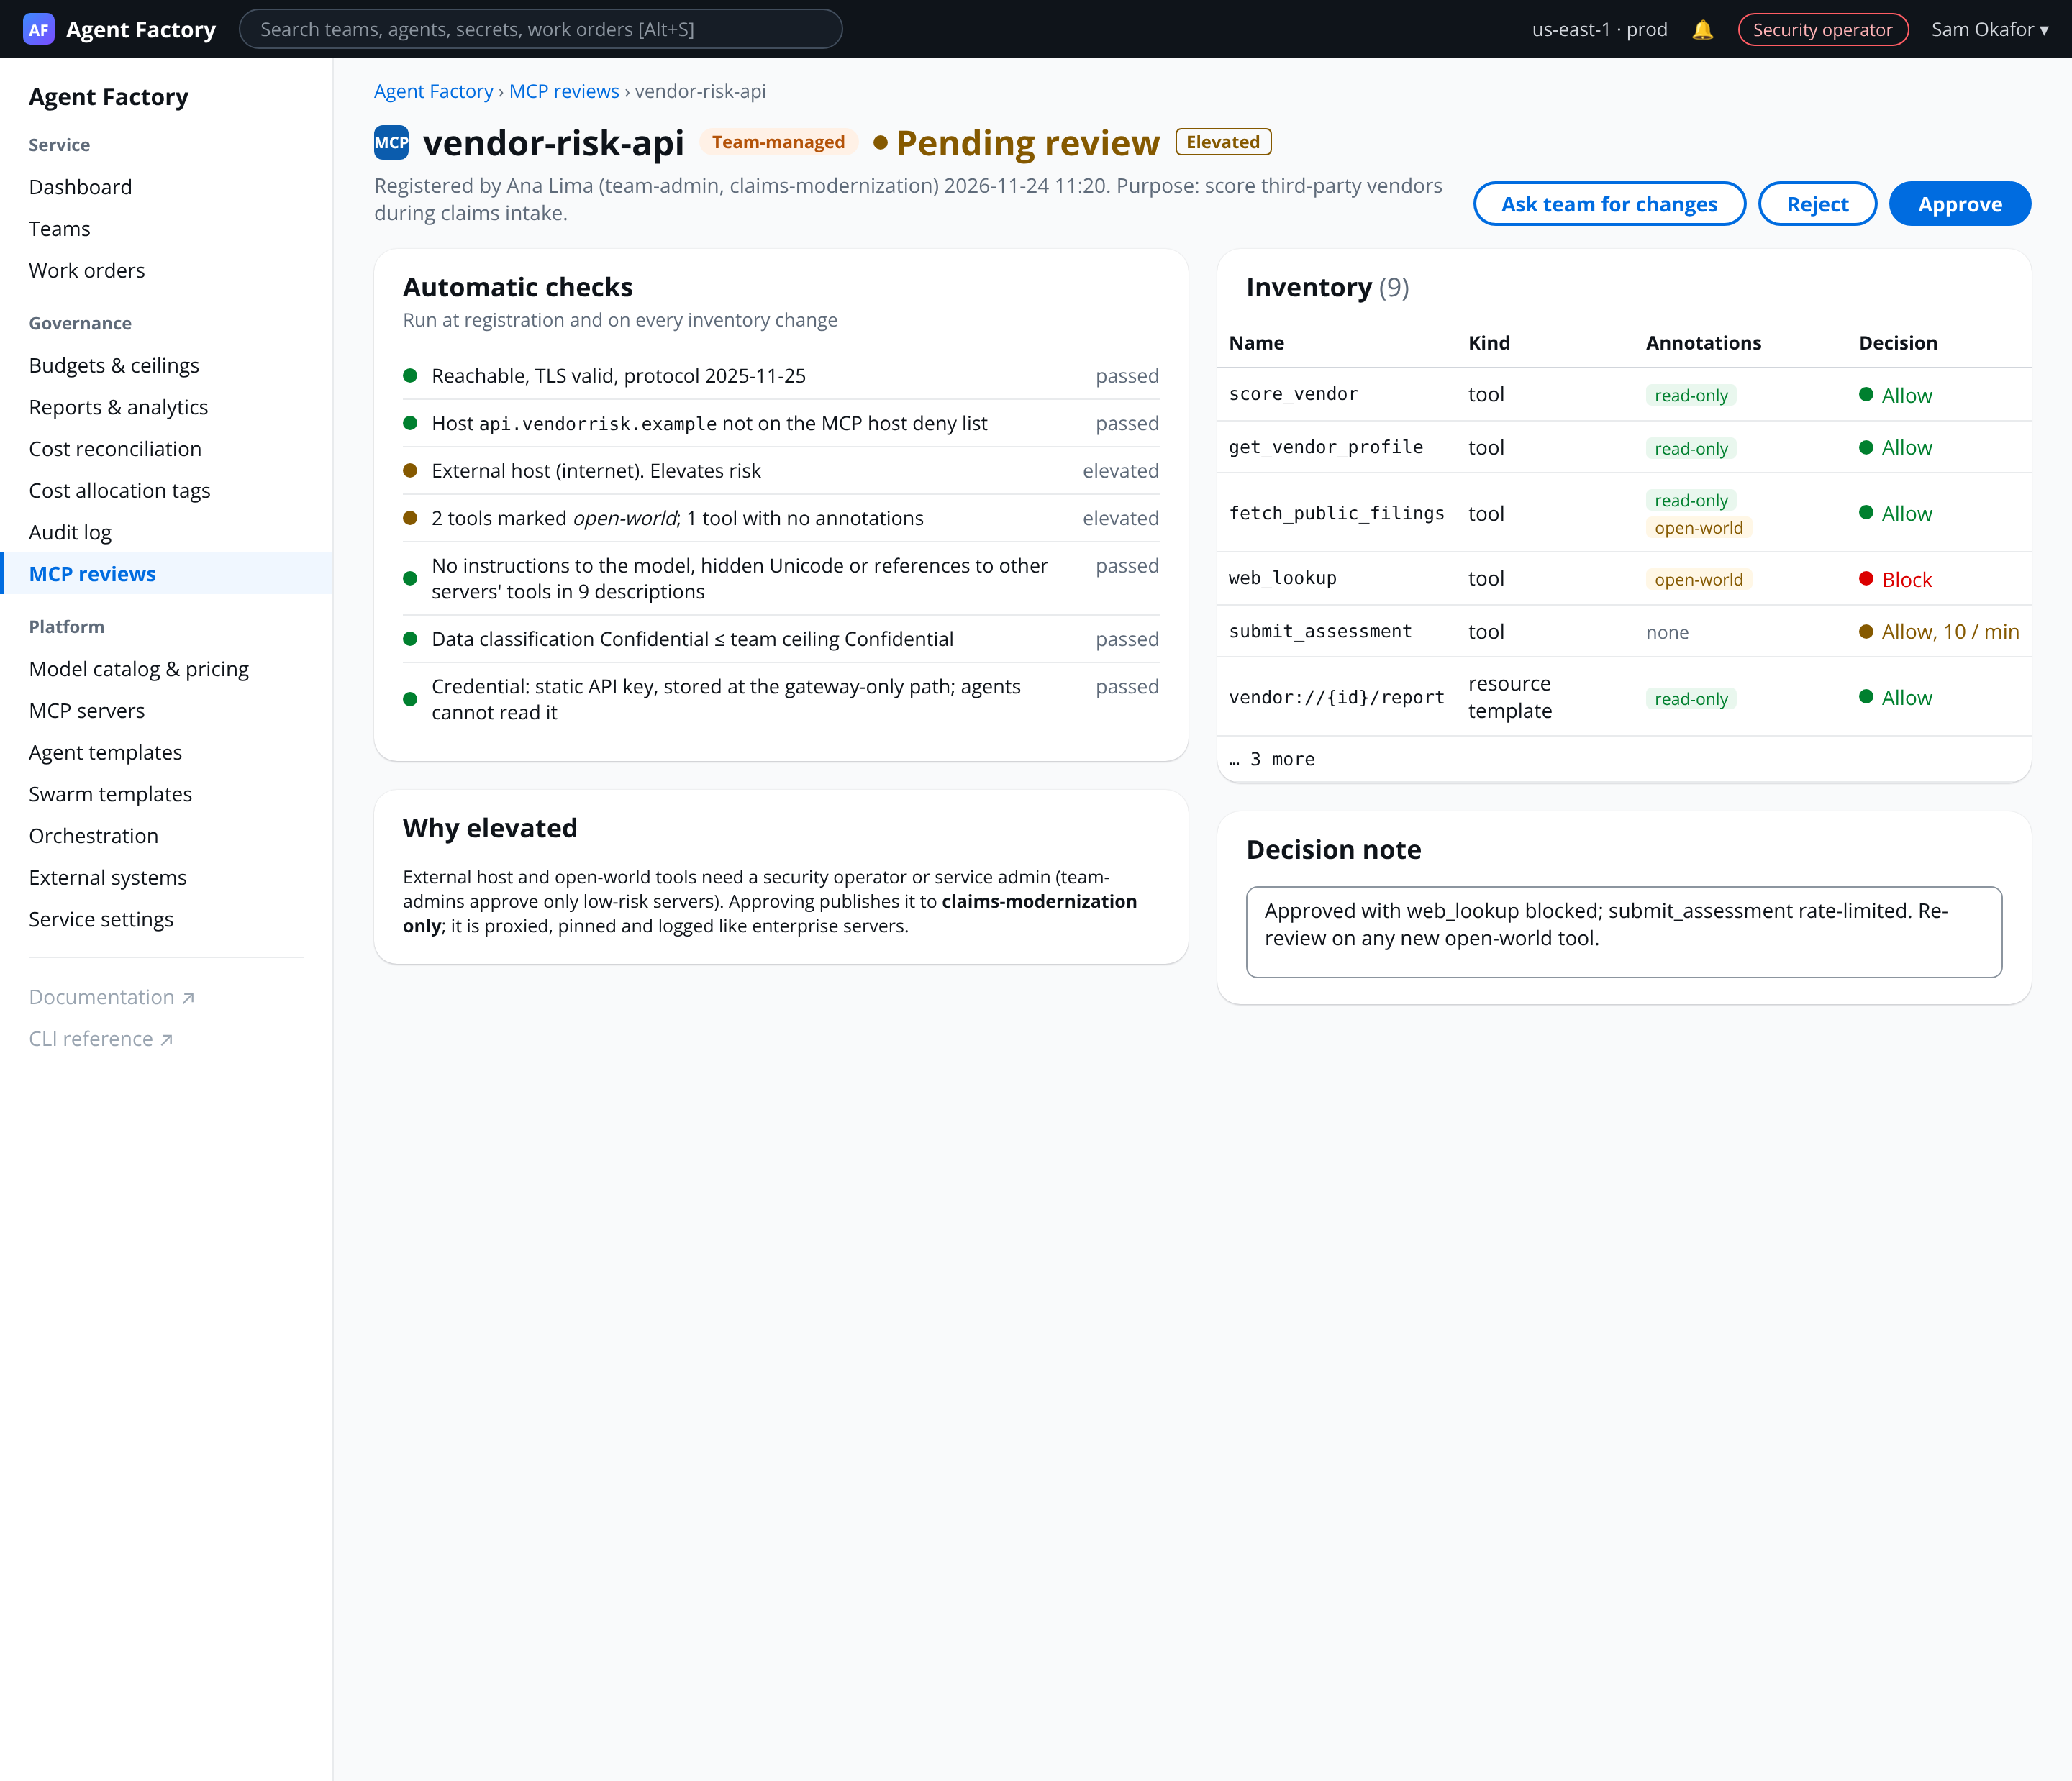 AF Agent Factory
Search teams, agents, secrets, work orders [Alt+S]
us-east-1 · prod
Security operator
Sam Okafor ▾
Agent Factory
Service
Dashboard
Teams
Work orders
Governance
Budgets & ceilings
Reports & analytics
Cost reconciliation
Cost allocation tags
Audit log
MCP reviews
Platform
Model catalog & pricing
MCP servers
Agent templates
Swarm templates
Orchestration
External systems
Service settings
Documentation ↗
CLI reference ↗
Agent Factory › MCP reviews › vendor-risk-api
MCP vendor-risk-api Team-managed Pending review Elevated
Registered by Ana Lima (team-admin, claims-modernization) 2026-11-24 11:20. Purpose: score third-party vendors
during claims intake.
Ask team for changes
Reject
Approve
Automatic checks
Run at registration and on every inventory change
Reachable, TLS valid, protocol 2025-11-25 passed
Host api.vendorrisk.example not on the MCP host deny list passed
External host (internet). Elevates risk elevated
2 tools marked open-world; 1 tool with no annotations elevated
No instructions to the model, hidden Unicode or references to other passed
servers' tools in 9 descriptions
Data classification Confidential ≤ team ceiling Confidential passed
Credential: static API key, stored at the gateway-only path; agents passed
cannot read it
Why elevated
External host and open-world tools need a security operator or service admin (team-
admins approve only low-risk servers). Approving publishes it to claims-modernization
only; it is proxied, pinned and logged like enterprise servers.
Inventory (9)
Name Kind Annotations Decision
score_vendor tool read-only Allow
get_vendor_profile tool read-only Allow
fetch_public_filings tool read-only open-world Allow
web_lookup tool open-world Block
submit_assessment tool none Allow, 10 / min
vendor://{id}/report resource template read-only Allow
… 3 more
Decision note
Approved with web_lookup blocked; submit_assessment rate-limited. Re-
review on any new open-world tool.